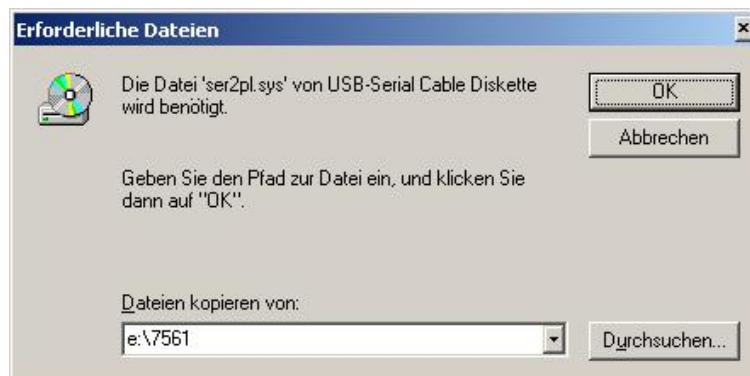 Erforderliche Dateien
Die Datei 'ser2pl.sys' von USB-Serial Cable Diskette
wird benötigt.
OK
Abbrechen
Geben Sie den Pfad zur Datei ein, und klicken Sie
dann auf "OK".
Dateien kopieren von:
e:\7561
Durchsuchen...